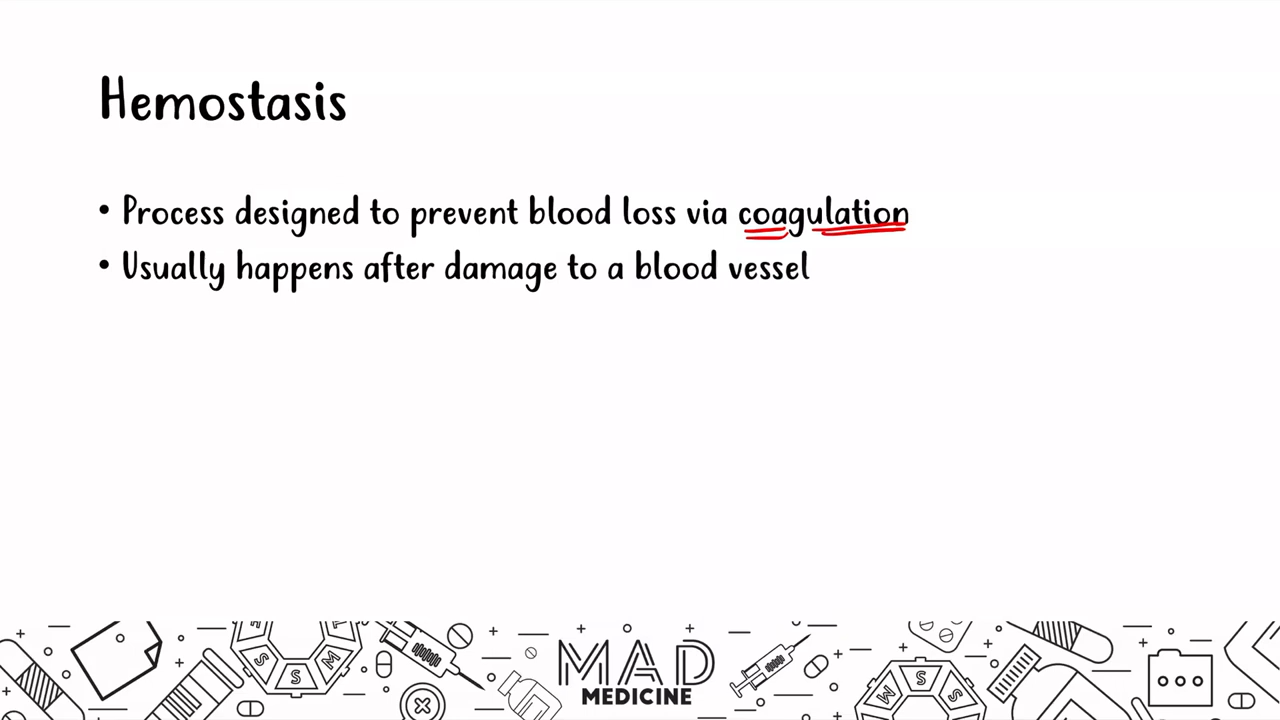 Hemostasis
• Process designed to prevent blood loss via coagulation
• Usually happens after damage to a blood vessel
S S M
MAD
M S S
MEDICINE